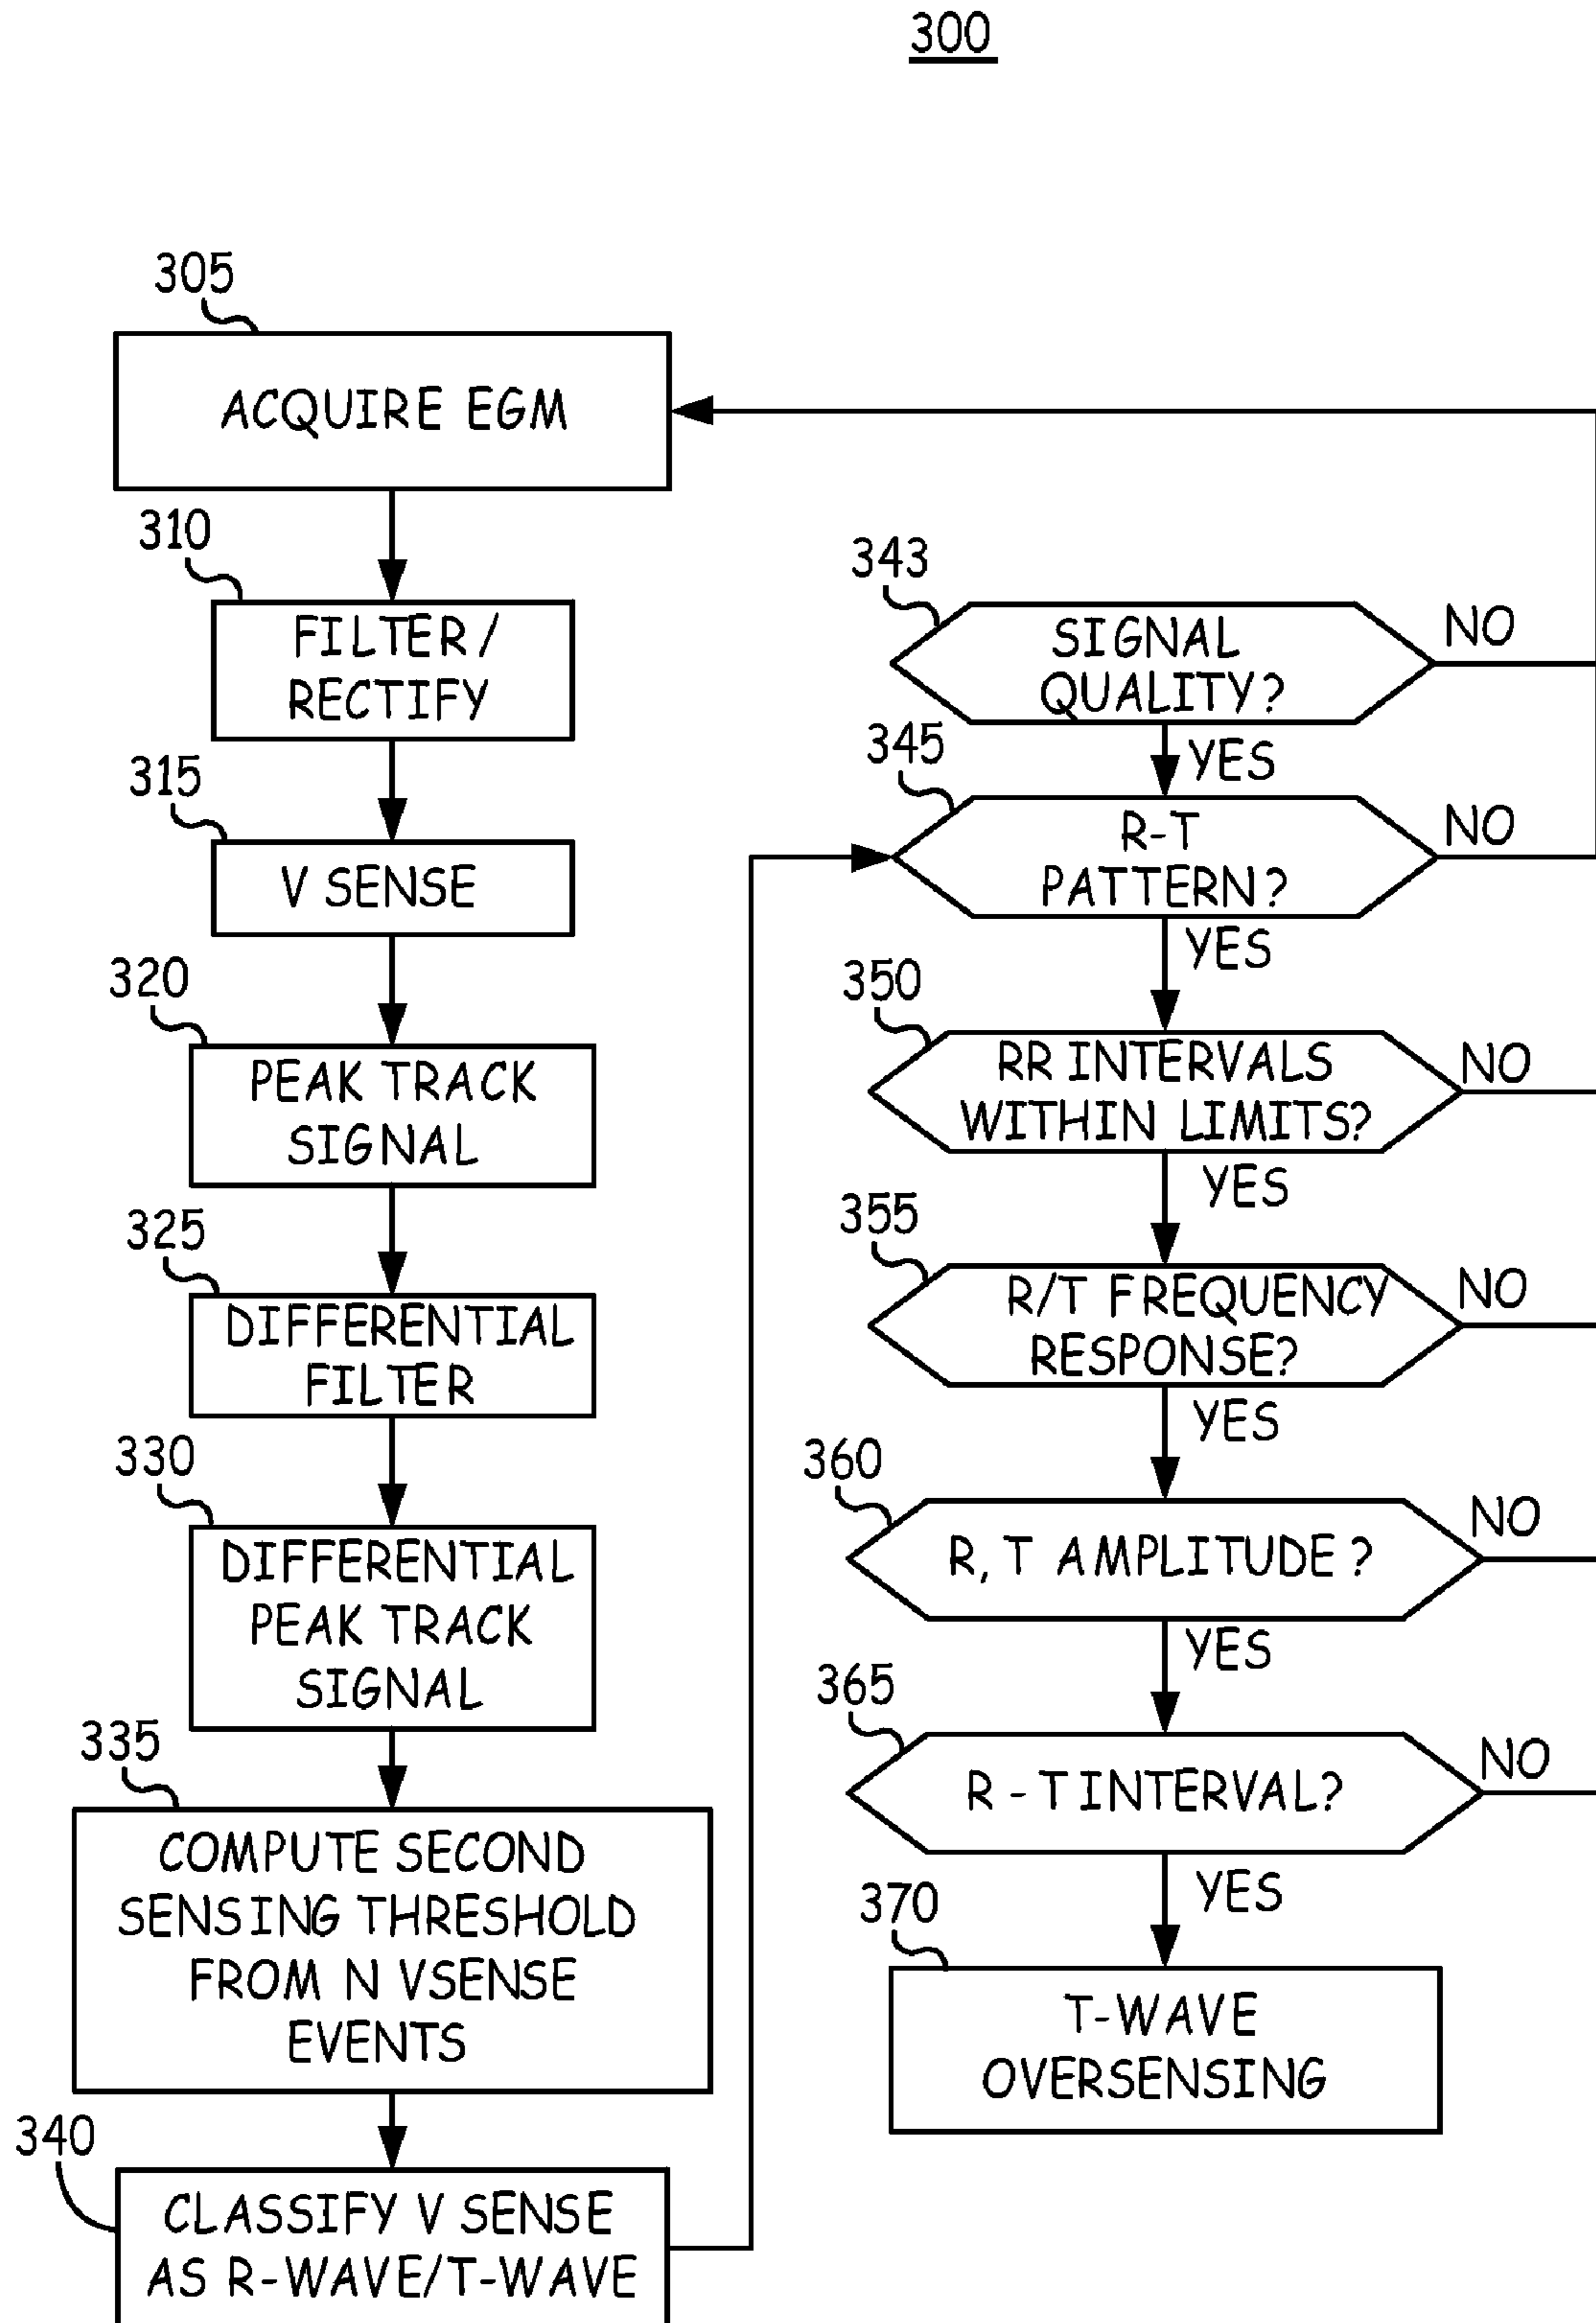 300
305
ACQUIRE EGM
310
FILTER /
RECTIFY
315
V SENSE
320
PEAK TRACK
SIGNAL
325
DIFFERENTIAL
FILTER
330
DIFFERENTIAL
PEAK TRACK
SIGNAL
335
COMPUTE SECOND
SENSING THRESHOLD
FROM N VSENSE
EVENTS
340
CLASSIFY V SENSE
AS R-WAVE/T-WAVE
343
SIGNAL
QUALITY?
NO
YES
345
R-T
PATTERN?
NO
YES
350
RR INTERVALS
WITHIN LIMITS?
NO
YES
355
R/T FREQUENCY
RESPONSE?
NO
YES
360
R, T AMPLITUDE ?
NO
YES
365
R - T INTERVAL?
NO
YES
370
T-WAVE
OVERSENSING